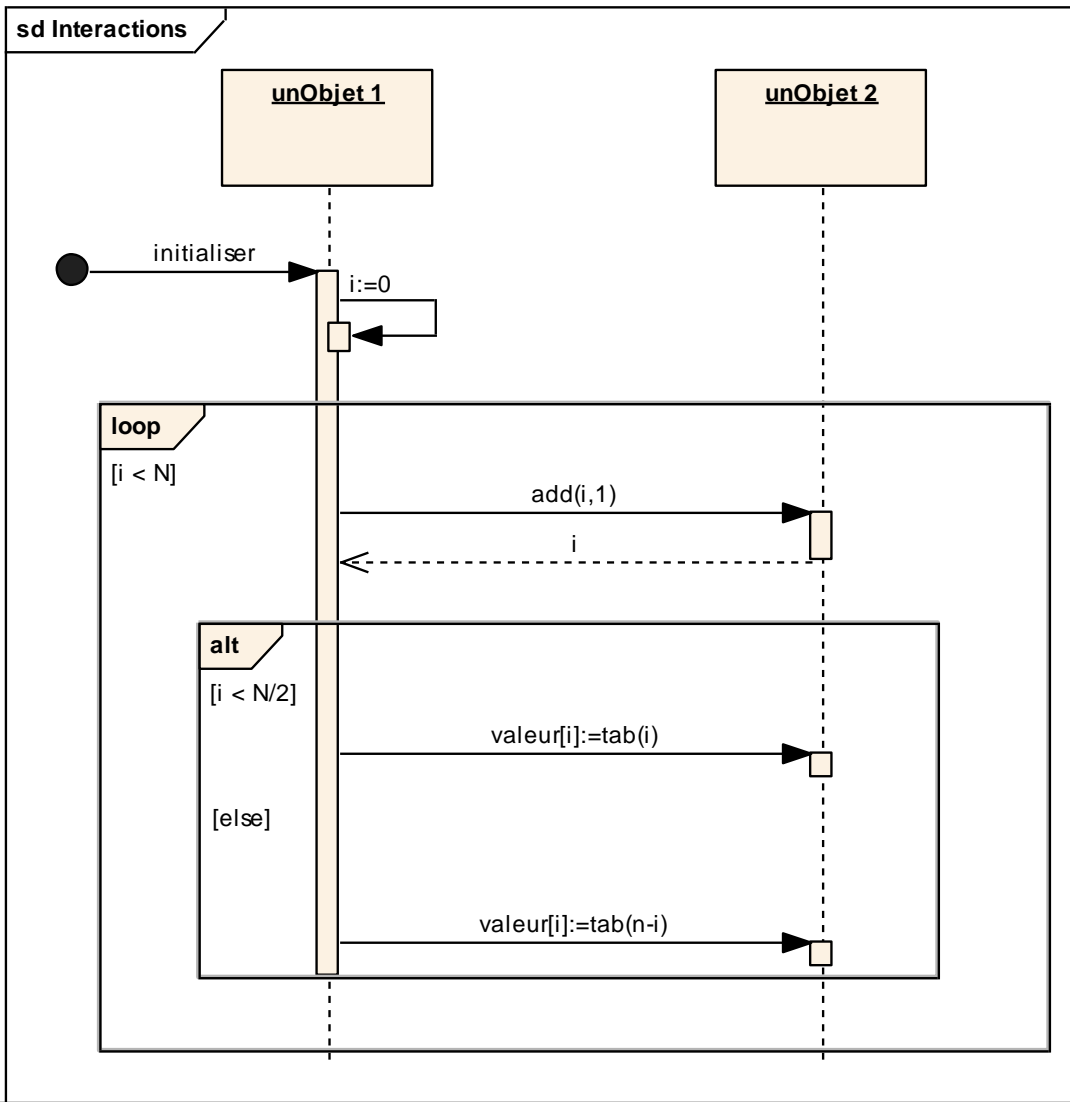 sd Interactions
unObjet 1
unObjet 2
initialiser
i:=0
loop
[i < N]
add(i,1)
i
alt
[i < N/2]
valeur[i]:=tab(i)
[else]
valeur[i]:=tab(n-i)